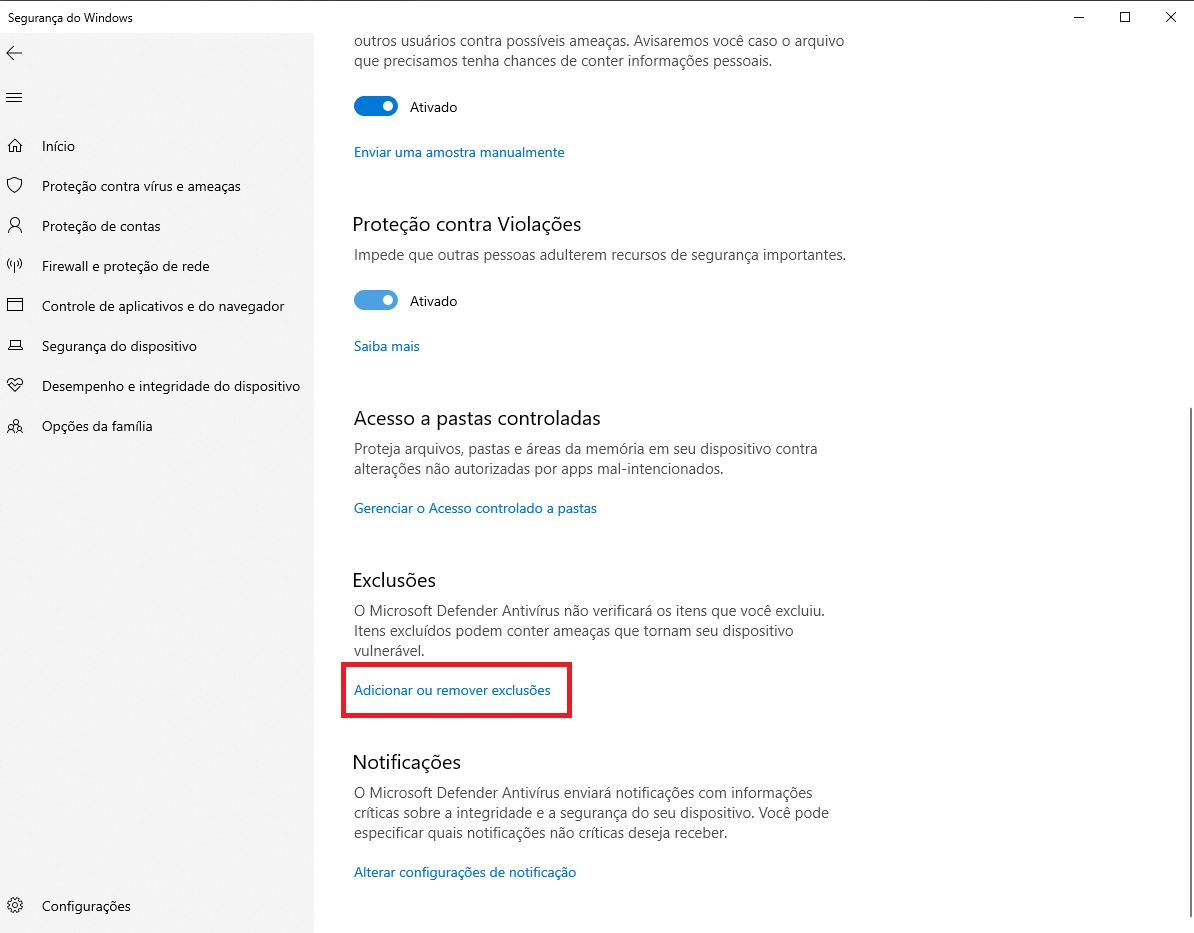 Segurança do Windows
Início
Proteção contra vírus e ameaças
Proteção de contas
Firewall e proteção de rede
Controle de aplicativos e do navegador
Segurança do dispositivo
Desempenho e integridade do dispositivo
Opções da família
Configurações
outros usuários contra possíveis ameaças. Avisaremos você caso o arquivo
que precisamos tenha chances de conter informações pessoais.
Ativado
Enviar uma amostra manualmente
Proteção contra Violações
Impede que outras pessoas adulterem recursos de segurança importantes.
Ativado
Saiba mais
Acesso a pastas controladas
Proteja arquivos, pastas e áreas da memória em seu dispositivo contra
alterações não autorizadas por apps mal-intencionados.
Gerenciar o Acesso controlado a pastas
Exclusões
O Microsoft Defender Antivírus não verificará os itens que você excluiu.
Itens excluídos podem conter ameaças que tornam seu dispositivo
vulnerável.
Adicionar ou remover exclusões
Notificações
O Microsoft Defender Antivírus enviará notificações com informações
críticas sobre a integridade e a segurança do seu dispositivo. Você pode
especificar quais notificações não críticas deseja receber.
Alterar configurações de notificação